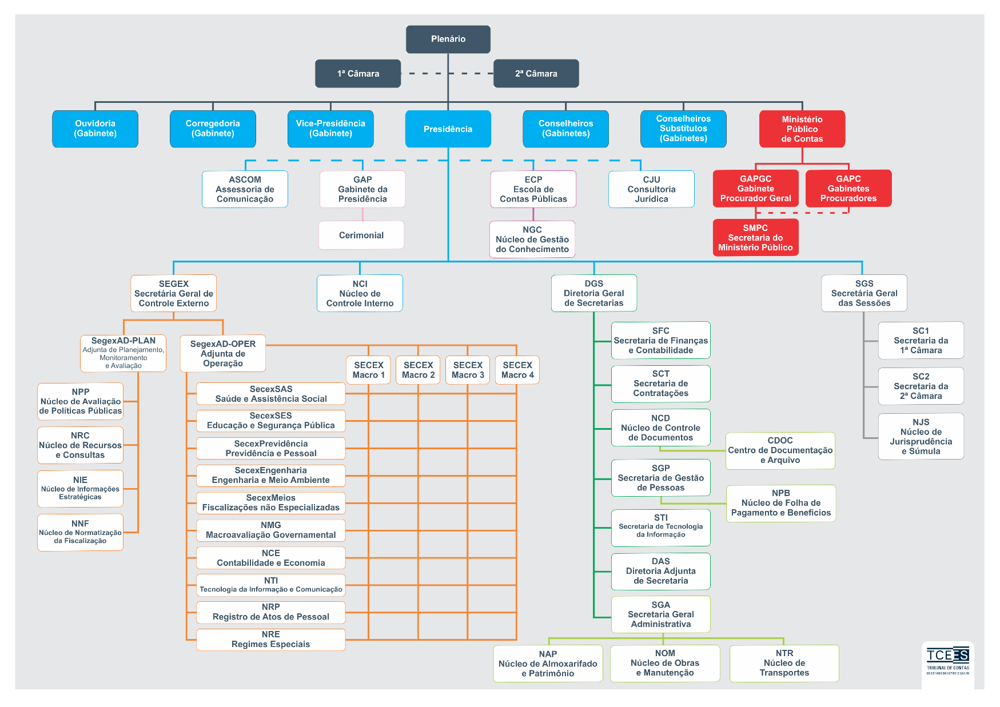 Plenário
1ª Câmara
2ª Câmara
Ouvidoria
(Gabinete)
Corregedoria
(Gabinete)
Vice-Presidência
(Gabinete)
Presidência
Conselheiros
(Gabinetes)
Conselheiros
Substitutos
(Gabinetes)
Ministério
Público
de Contas
ASCOM
Assessoria de
Comunicação
GAP
Gabinete da
Presidência
ECP
Escola de
Contas Públicas
CJU
Consultoria
Jurídica
GAPGC
Gabinete
Procurador Geral
GAPC
Gabinetes
Procuradores
Cerimonial
NGC
Núcleo de Gestão
do Conhecimento
SMPC
Secretaria do
Ministério Público
SEGEX
Secretária Geral de
Controle Externo
NCI
Núcleo de
Controle Interno
DGS
Diretoria Geral
de Secretarias
SGS
Secretária Geral
das Sessões
SegexAD-PLAN
Adjunta de Planejamento,
Monitoramento
e Avaliação
SegexAD-OPER
Adjunta de
Operação
SECEX
Macro 1
SECEX
Macro 2
SECEX
Macro 3
SECEX
Macro 4
NPP
Núcleo de Avaliação
de Políticas Públicas
NRC
Núcleo de Recursos
e Consultas
NIE
Núcleo de Informações
Estratégicas
NNF
Núcleo de Normatização
da Fiscalização
SecexSAS
Saúde e Assistência Social
SecexSES
Educação e Segurança Pública
SecexPrevidência
Previdência e Pessoal
SecexEngenharia
Engenharia e Meio Ambiente
SecexMeios
Fiscalizações não Especializadas
NMG
Macroavaliação Governamental
NCE
Contabilidade e Economia
NTI
Tecnologia da Informação e Comunicação
NRP
Registro de Atos de Pessoal
NRE
Regimes Especiais
SFC
Secretaria de Finanças
e Contabilidade
SCT
Secretaria de
Contratações
NCD
Núcleo de Controle
de Documentos
CDOC
Centro de Documentação
e Arquivo
SGP
Secretaria de Gestão
de Pessoas
NPB
Núcleo de Folha de
Pagamento e Benefícios
STI
Secretaria de Tecnologia
da Informação
DAS
Diretoria Adjunta
de Secretaria
SGA
Secretaria Geral
Administrativa
NAP
Núcleo de Almoxarifado
e Patrimônio
NOM
Núcleo de Obras
e Manutenção
NTR
Núcleo de
Transportes
SC1
Secretaria da
1ª Câmara
SC2
Secretaria da
2ª Câmara
NJS
Núcleo de
Jurisprudência
e Súmula
TCEES
TRIBUNAL DE CONTAS
DO ESTADO DO ESPÍRITO SANTO